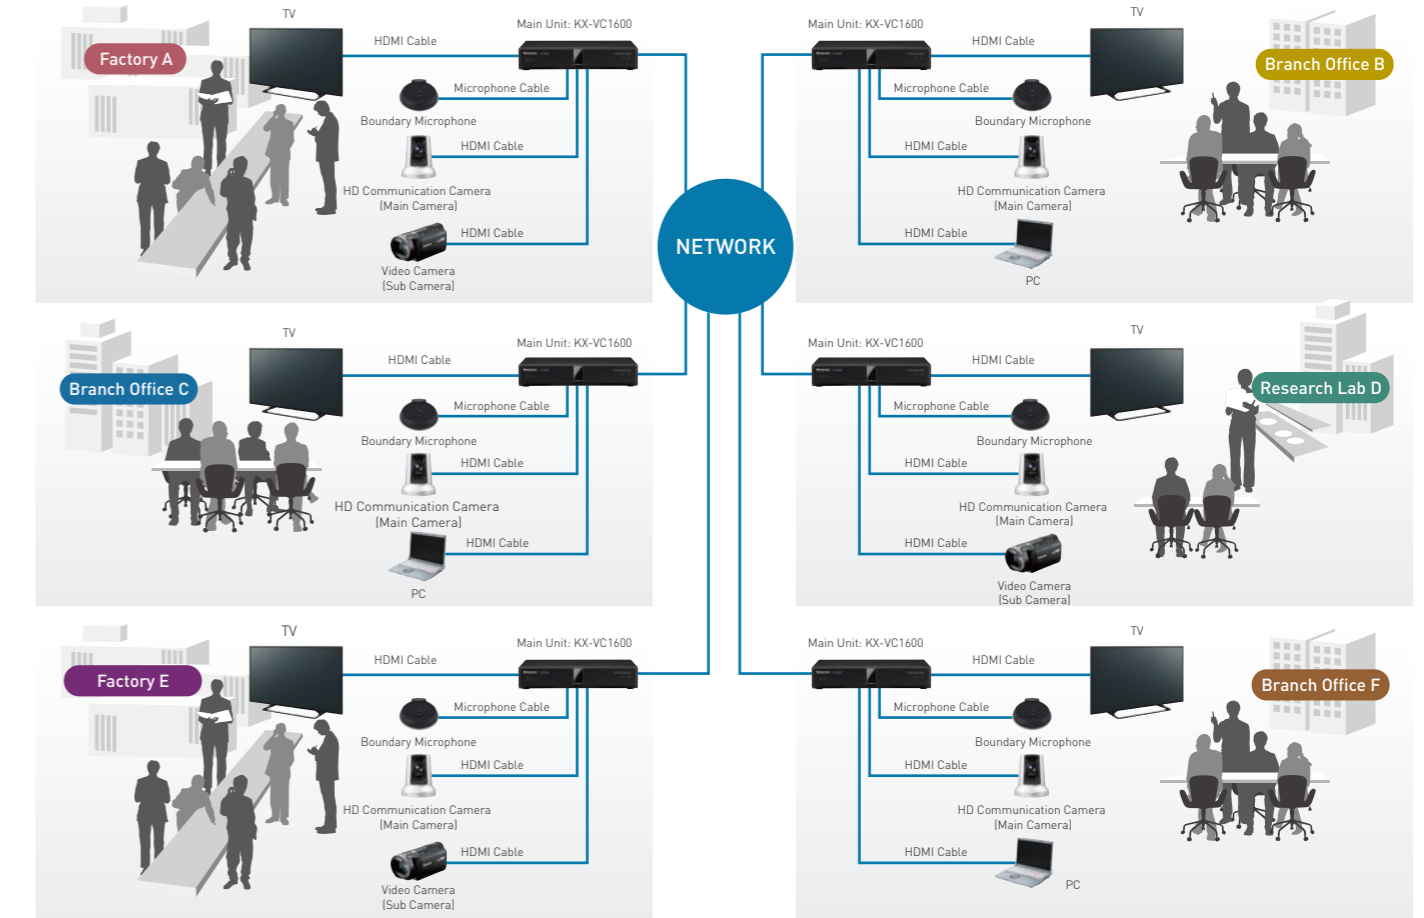 TV
Main Unit: KX-VC1600
HDMI Cable
Factory A
Microphone Cable
Boundary Microphone
HDMI Cable
HD Communication Camera
(Main Camera)
HDMI Cable
Video Camera
(Sub Camera)
Main Unit: KX-VC1600
TV
HDMI Cable
Branch Office B
Microphone Cable
Boundary Microphone
HDMI Cable
HD Communication Camera
(Main Camera)
HDMI Cable
PC
NETWORK
TV
Main Unit: KX-VC1600
HDMI Cable
Branch Office C
Microphone Cable
Boundary Microphone
HDMI Cable
HD Communication Camera
(Main Camera)
HDMI Cable
PC
Main Unit: KX-VC1600
TV
HDMI Cable
Research Lab D
Microphone Cable
Boundary Microphone
HDMI Cable
HD Communication Camera
(Main Camera)
HDMI Cable
Video Camera
(Sub Camera)
TV
Main Unit: KX-VC1600
HDMI Cable
Factory E
Microphone Cable
Boundary Microphone
HDMI Cable
HD Communication Camera
(Main Camera)
HDMI Cable
Video Camera
(Sub Camera)
Main Unit: KX-VC1600
TV
HDMI Cable
Branch Office F
Microphone Cable
Boundary Microphone
HDMI Cable
HD Communication Camera
(Main Camera)
HDMI Cable
PC